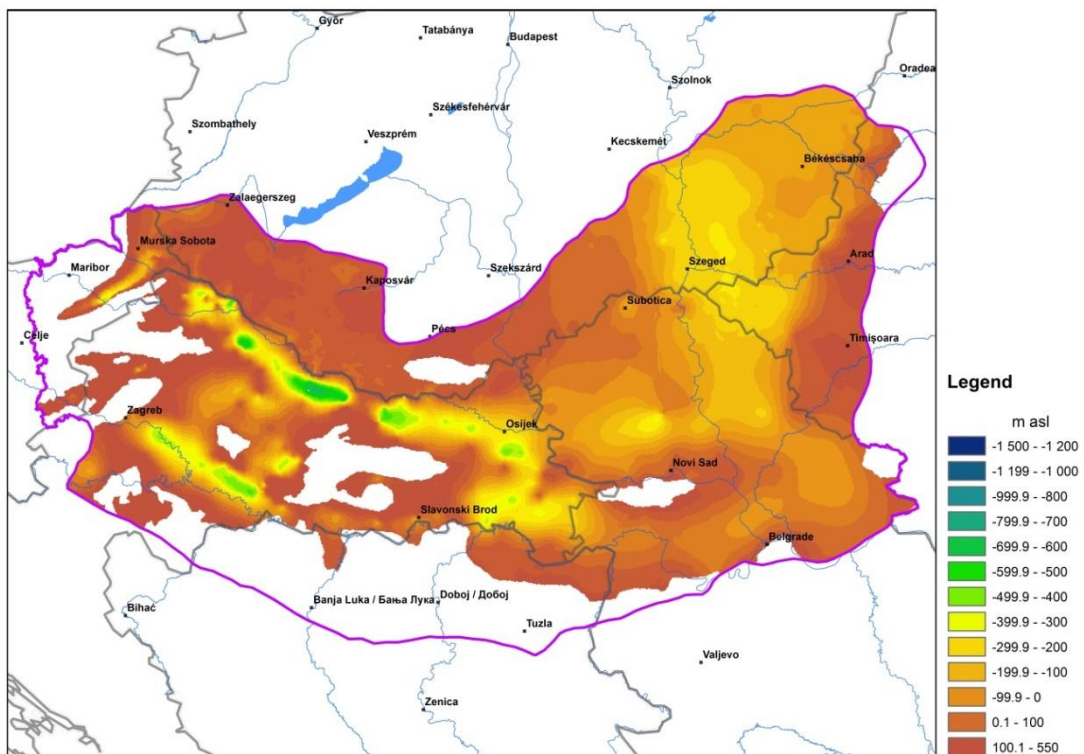 Győr
Tatabánya
Budapest
Oradea
Szolnok
Székesfehérvár
Szombathely
Veszprém
Kecskemét
Békéscsaba
Zalaegerszeg
Murska Sobota
Maribor
Szeged
Arad
Szekszárd
Kaposvár
Subotica
Pécs
Celje
Timișoara
Zagreb
Osijek
Novi Sad
Slavonski Brod
Belgrade
Banja Luka / Бања Лука
Doboj / Добој
Bihać
Tuzla
Valjevo
Zenica
Legend
m asl
-1 500 - -1 200
-1 199 - -1 000
-999.9 - -800
-799.9 - -700
-699.9 - -600
-599.9 - -500
-499.9 - -400
-399.9 - -300
-299.9 - -200
-199.9 - -100
-99.9 - 0
0.1 - 100
100.1 - 550